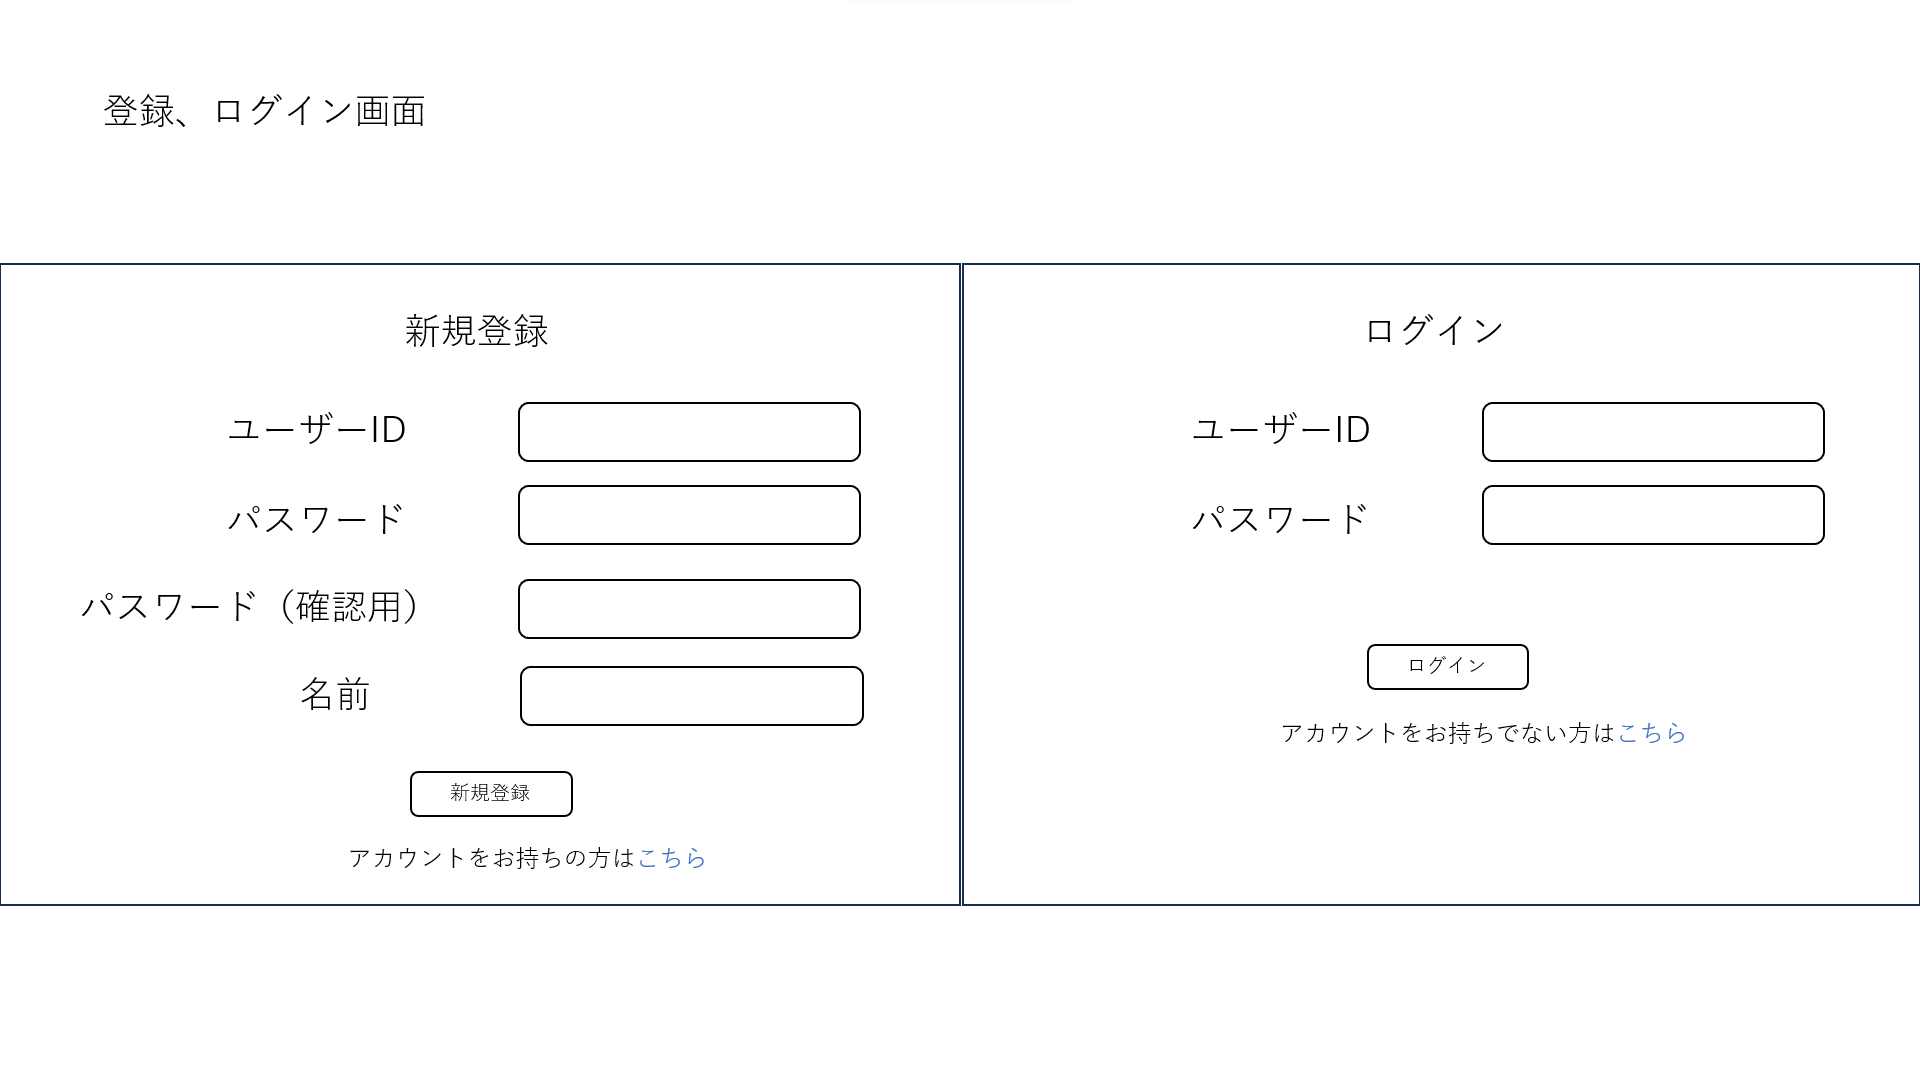 登録、ログイン画面
新規登録
ユーザーID
パスワード
パスワード（確認用）
名前
新規登録
アカウントをお持ちの方はこちら
ログイン
ユーザーID
パスワード
ログイン
アカウントをお持ちでない方はこちら